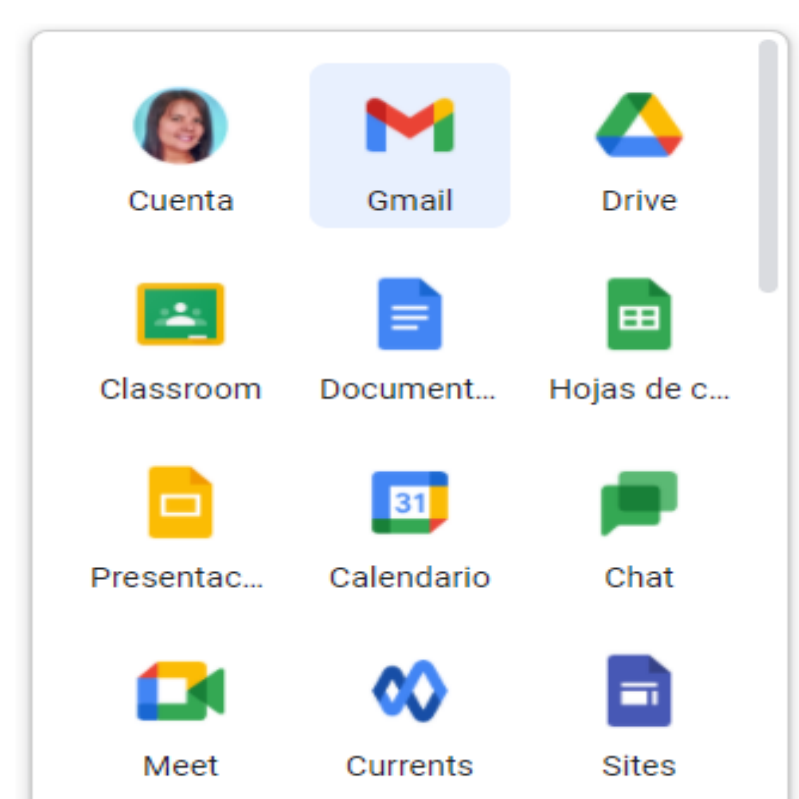 Cuenta
Gmail
Drive
Classroom
Document...
Hojas de c...
Presentac...
31
Calendario
Chat
Meet
Currents
Sites